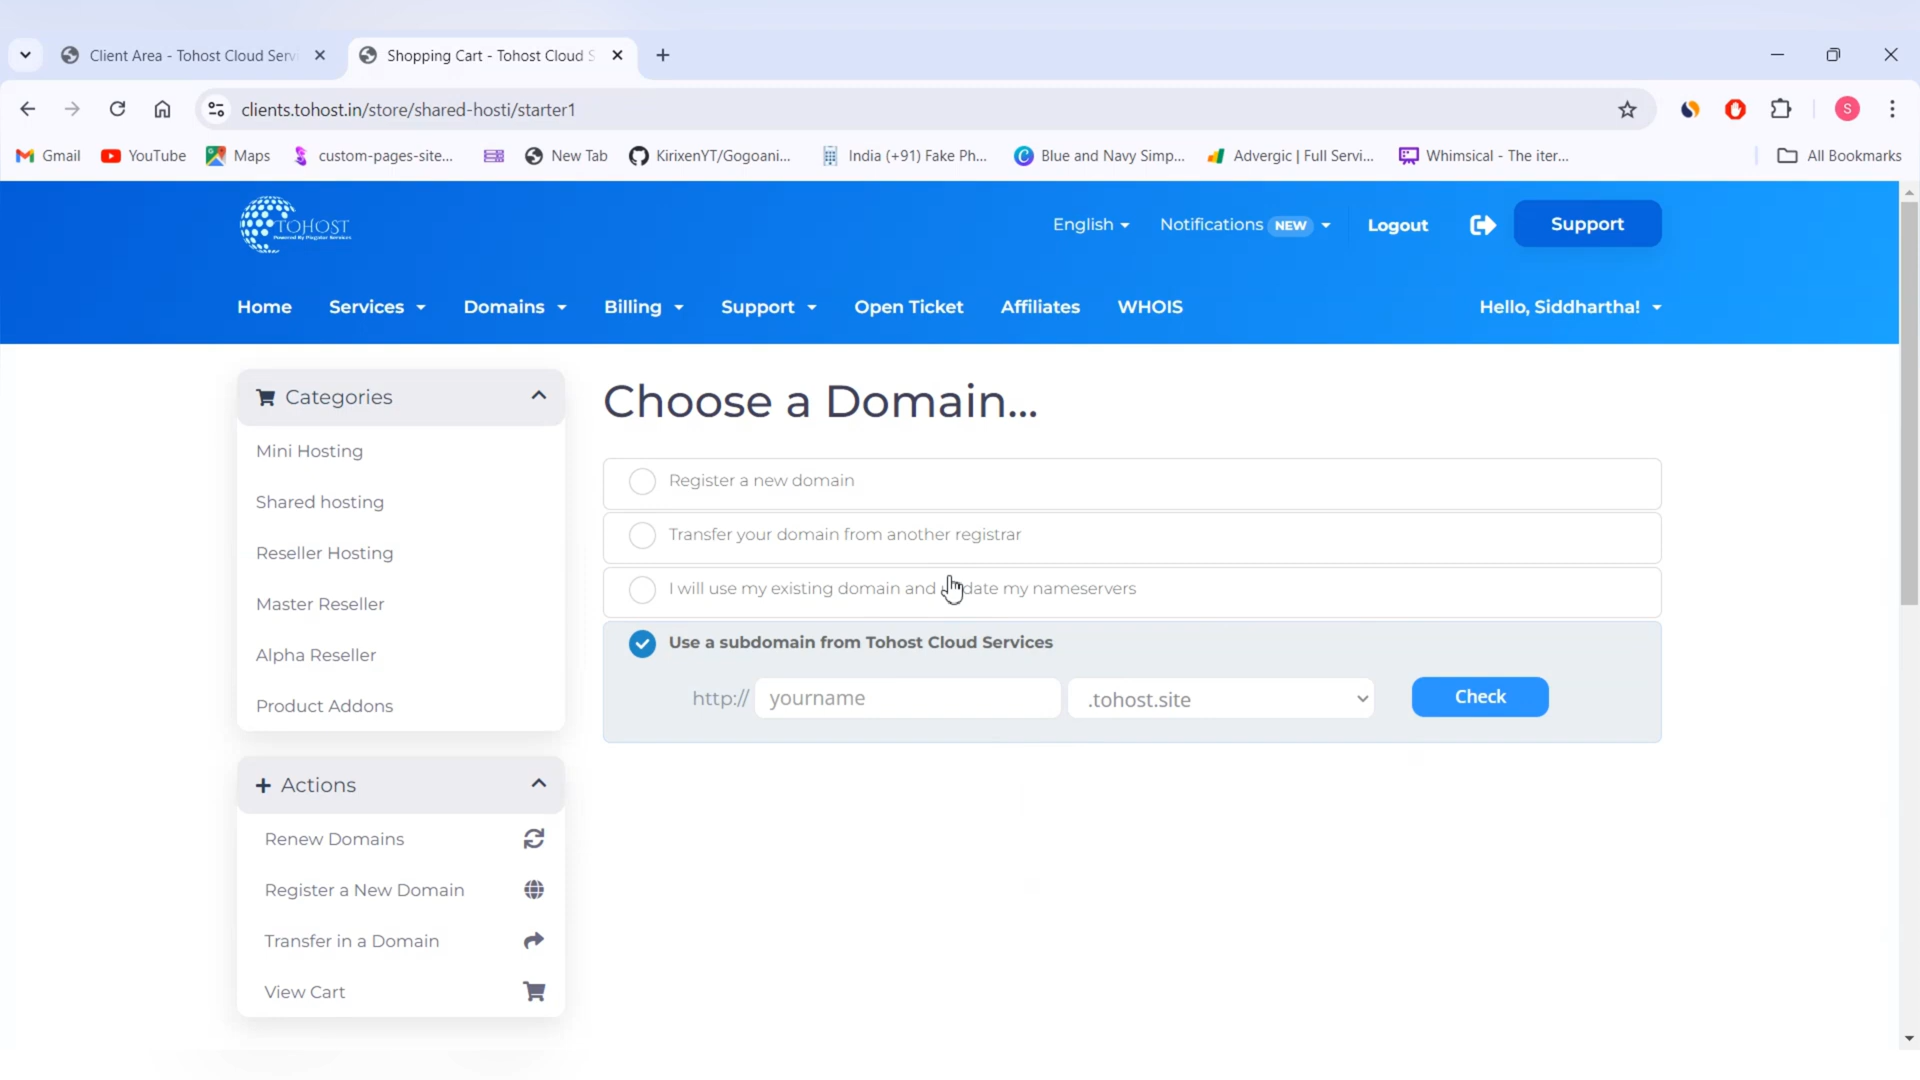 Client Area - Tohost Cloud Serv
Shopping Cart - Tohost Cloud S
clients.tohost.in/store/shared-hosti/starter1
S
Gmail
YouTube
Maps
custom-pages-site...
New Tab
KirixenYT/Gogoani...
India (+91) Fake Ph...
Blue and Navy Simp...
Advergic | Full Servi...
Whimsical - The iter...
All Bookmarks
TOHOST
English
Notifications NEW
Logout
Support
Home
Services
Domains
Billing
Support
Open Ticket
Affiliates
WHOIS
Hello, Siddhartha!
Categories
Mini Hosting
Shared hosting
Reseller Hosting
Master Reseller
Alpha Reseller
Product Addons
Actions
Renew Domains
Register a New Domain
Transfer in a Domain
View Cart
Choose a Domain...
Register a new domain
Transfer your domain from another registrar
I will use my existing domain and update my nameservers
Use a subdomain from Tohost Cloud Services
http://
yourname
.tohost.site
Check